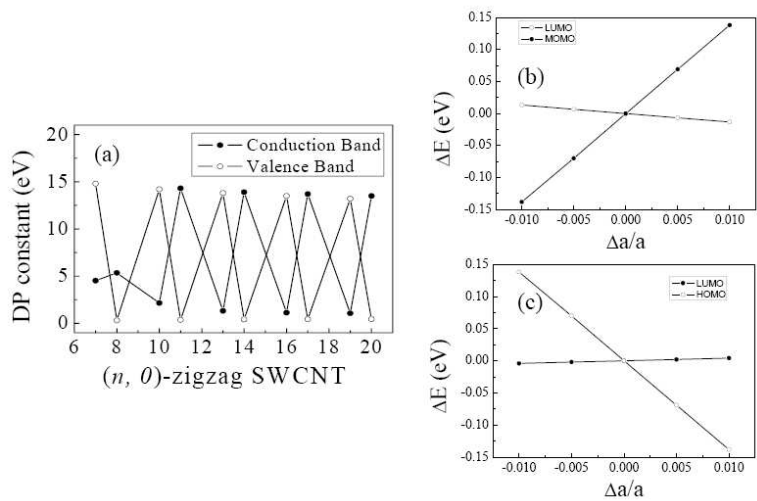 (a)
Conduction Band
Valence Band
DP constant (eV)
20
15
10
5
0
6 8 10 12 14 16 18 20
(n, 0)-zigzag SWCNT
(b)
LUMO
MOMO
ΔE (eV)
0.15
0.10
0.05
0.00
-0.05
-0.10
-0.15
-0.010 -0.005 0.000 0.005 0.010
Δa/a
(c)
LUMO
HOMO
ΔE (eV)
0.15
0.10
0.05
0.00
-0.05
-0.10
-0.15
-0.010 -0.005 0.000 0.005 0.010
Δa/a